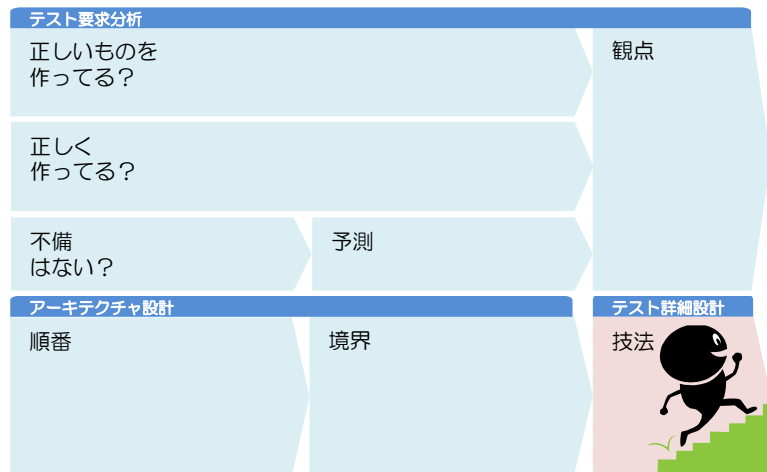 テスト要求分析
正しいものを
作ってる？
観点
正しく
作ってる？
不備
はない？
予測
アーキテクチャ設計
テスト詳細設計
順番
境界
技法